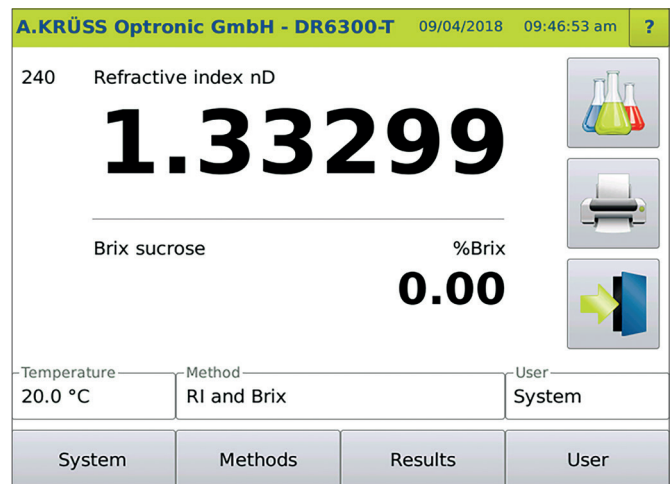 A.KRÜSS Optronic GmbH - DR6300-T 09/04/2018 09:46:53 am ?
240 Refractive index nD
1.33299
Brix sucrose %Brix
0.00
Temperature Method User
20.0 °C RI and Brix System
System Methods Results User